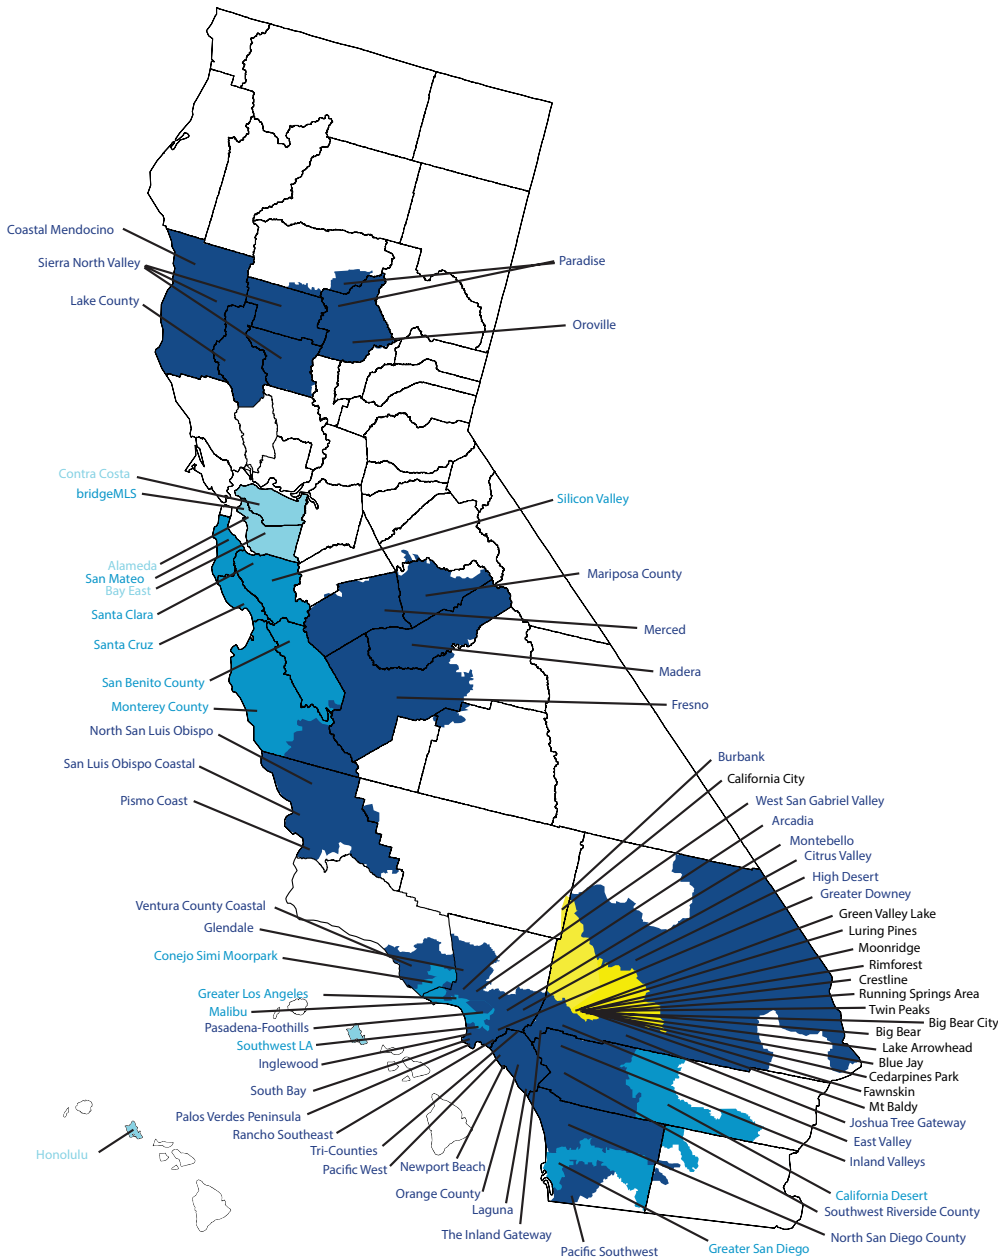 Coastal Mendocino
Sierra North Valley
Lake County
Paradise
Oroville
Contra Costa
bridgeMLS
Alameda
San Mateo
Bay East
Santa Clara
Santa Cruz
San Benito County
Monterey County
North San Luis Obispo
San Luis Obispo Coastal
Pismo Coast
Silicon Valley
Mariposa County
Merced
Madera
Fresno
Burbank
California City
West San Gabriel Valley
Arcadia
Montebello
Citrus Valley
High Desert
Greater Downey
Green Valley Lake
Luring Pines
Moonridge
Rimforest
Crestline
Running Springs Area
Twin Peaks
Big Bear City
Big Bear
Lake Arrowhead
Blue Jay
Cedarpines Park
Fawnskin
Mt Baldy
Joshua Tree Gateway
East Valley
Inland Valleys
California Desert
Southwest Riverside County
North San Diego County
Greater San Diego
Pacific Southwest
Ventura County Coastal
Glendale
Conejo Simi Moorpark
Greater Los Angeles
Malibu
Pasadena-Foothills
Southwest LA
Inglewood
South Bay
Palos Verdes Peninsula
Rancho Southeast
Tri-Counties
Pacific West
Newport Beach
Orange County
Laguna
The Inland Gateway
Honolulu